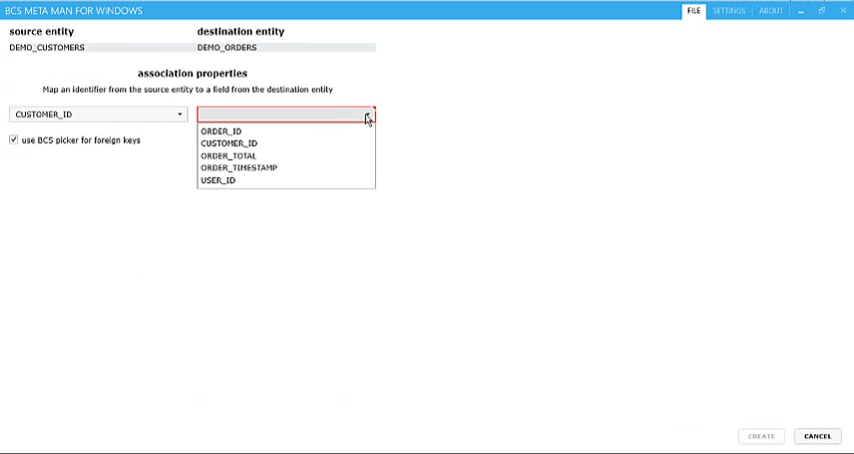 BCS META MAN FOR WINDOWS FILE SETTINGS ABOUT
source entity destination entity
DEMO_CUSTOMERS DEMO_ORDERS
association properties
Map an identifier from the source entity to a field from the destination entity
CUSTOMER_ID
ORDER_ID
use BCS picker for foreign keys CUSTOMER_ID
ORDER_TOTAL
ORDER_TIMESTAMP
USER_ID
CREATE CANCEL